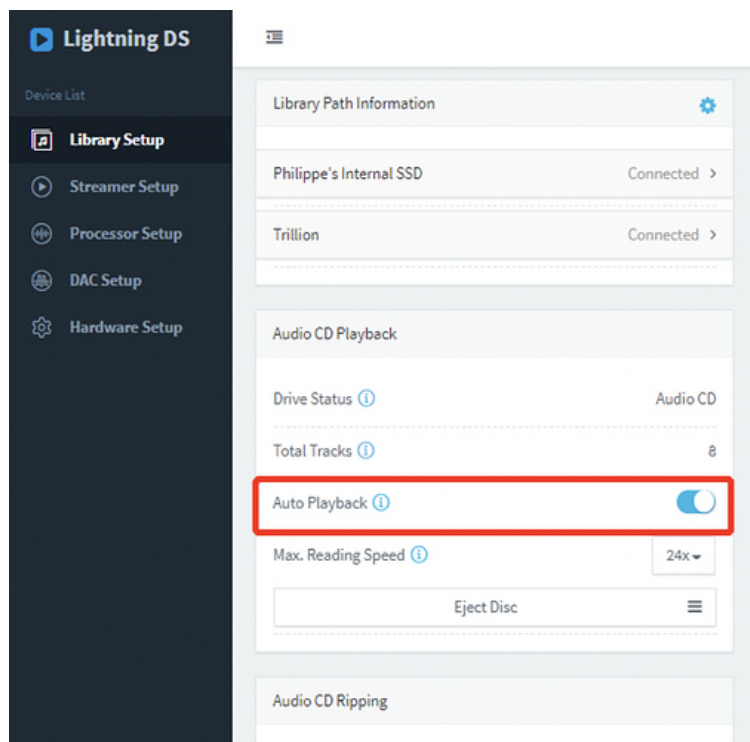 Lightning DS
Device List
Library Setup
Streamer Setup
Processor Setup
DAC Setup
Hardware Setup
Library Path Information
Philippe's Internal SSD Connected >
Trillion Connected >
Audio CD Playback
Drive Status Audio CD
Total Tracks 8
Auto Playback
Max. Reading Speed 24x
Eject Disc
Audio CD Ripping